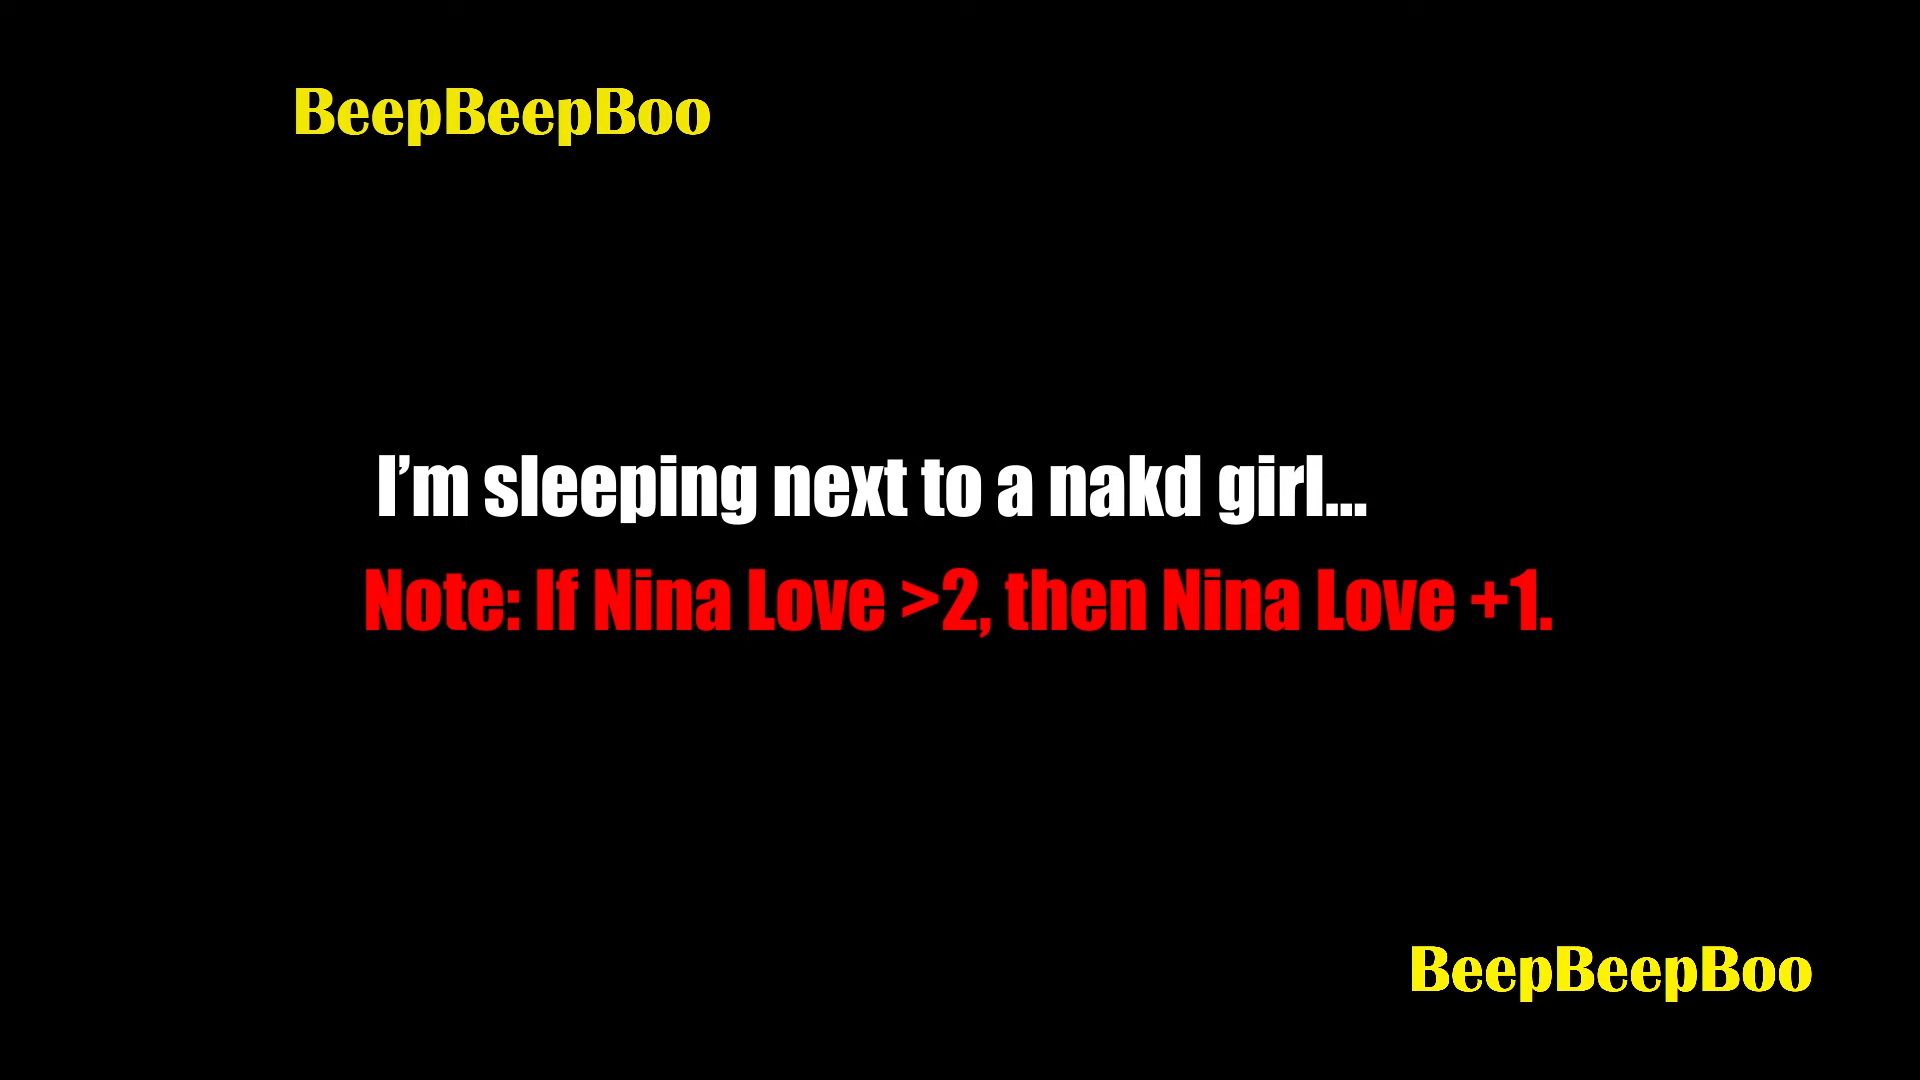 BeepBeepBoo
I’m sleeping next to a nakd girl...
Note: If Nina Love >2, then Nina Love +1.
BeepBeepBoo